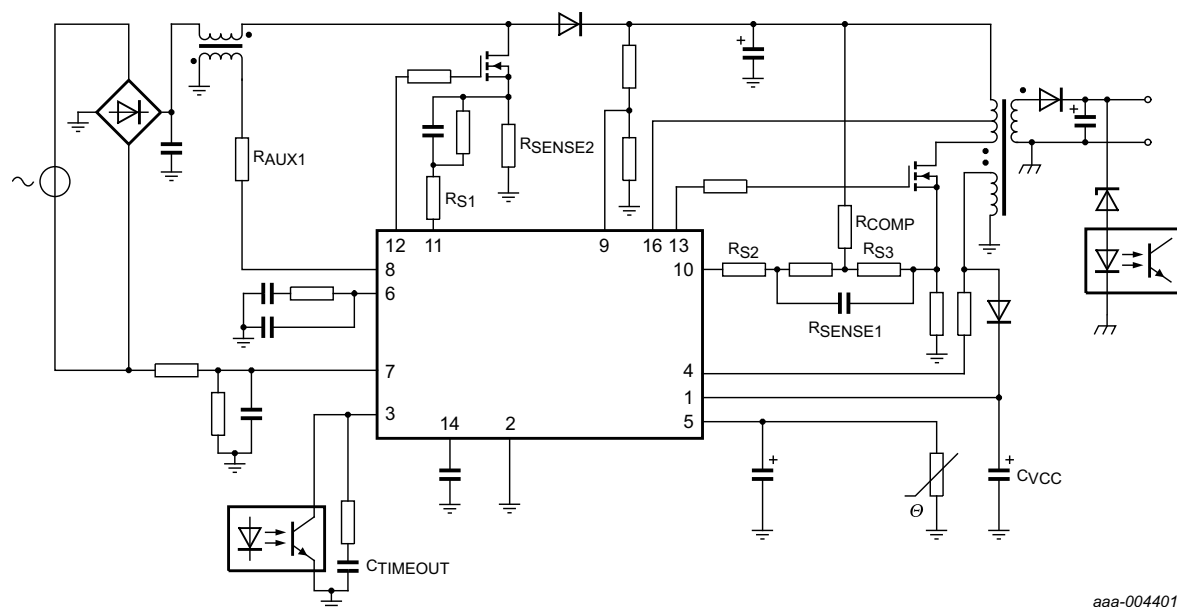 RAUX1
RSENSE2
RS1
12 11 9 16 13
RCOMP
8
10
RS2
RS3
6
RSENSE1
7
4
1
3
14
2
5
CVCC
Θ
CTIMEOUT
aaa-004401